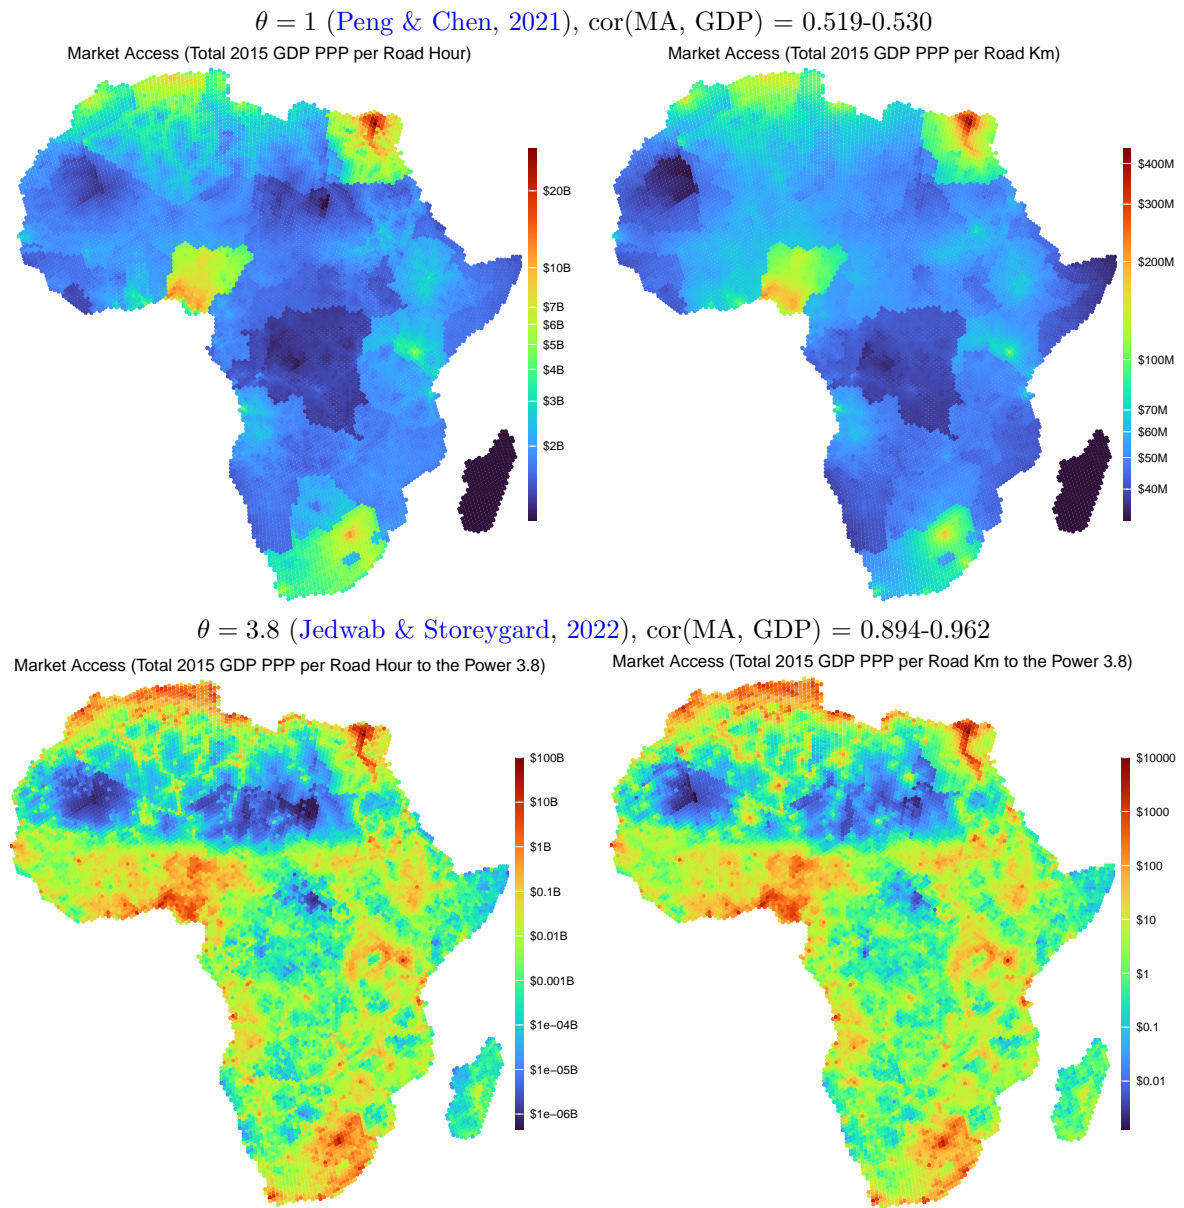 θ = 1 (Peng & Chen, 2021), cor(MA, GDP) = 0.519-0.530
Market Access (Total 2015 GDP PPP per Road Hour)
$20B
$10B
$7B
$6B
$5B
$4B
$3B
$2B
Market Access (Total 2015 GDP PPP per Road Km)
$400M
$300M
$200M
$100M
$70M
$60M
$50M
$40M
θ = 3.8 (Jedwab & Storeygard, 2022), cor(MA, GDP) = 0.894-0.962
Market Access (Total 2015 GDP PPP per Road Hour to the Power 3.8)
$100B
$10B
$1B
$0.1B
$0.01B
$0.001B
$1e−04B
$1e−05B
$1e−06B
Market Access (Total 2015 GDP PPP per Road Km to the Power 3.8)
$10000
$1000
$100
$10
$1
$0.1
$0.01